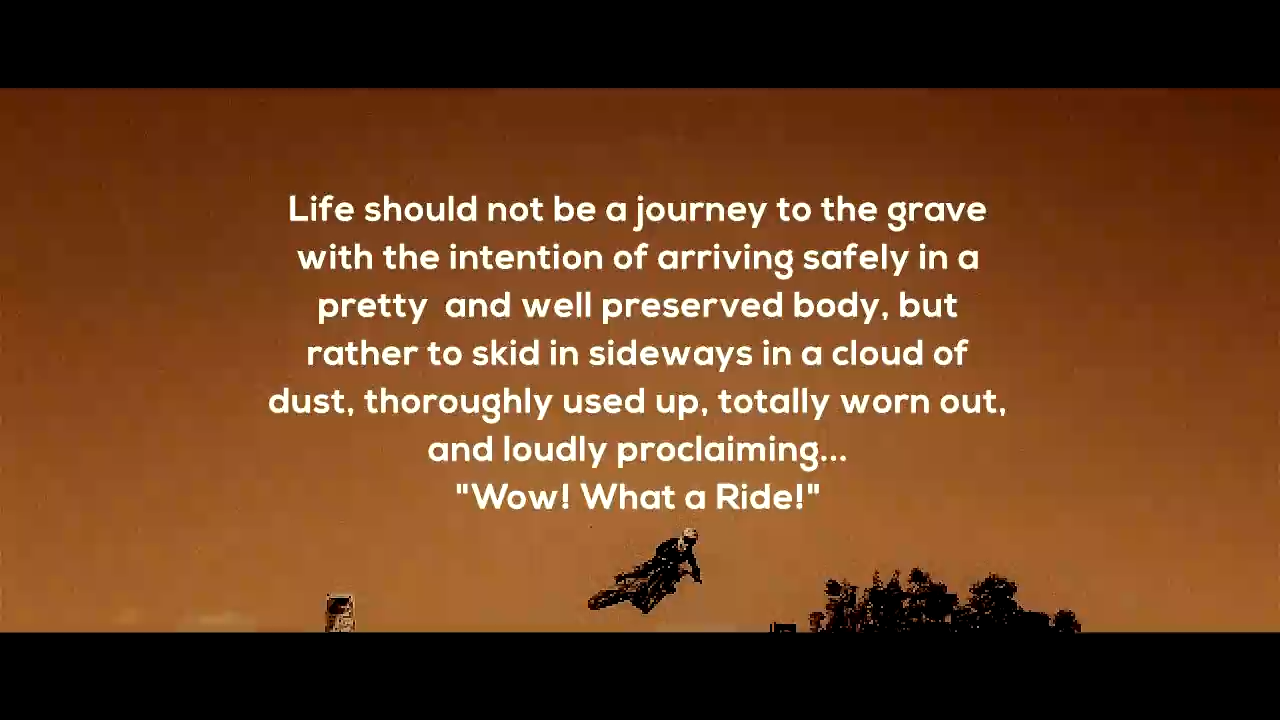 Life should not be a journey to the grave
with the intention of arriving safely in a
pretty  and well preserved body, but
rather to skid in sideways in a cloud of
dust, thoroughly used up, totally worn out,
and loudly proclaiming...
"Wow! What a Ride!"